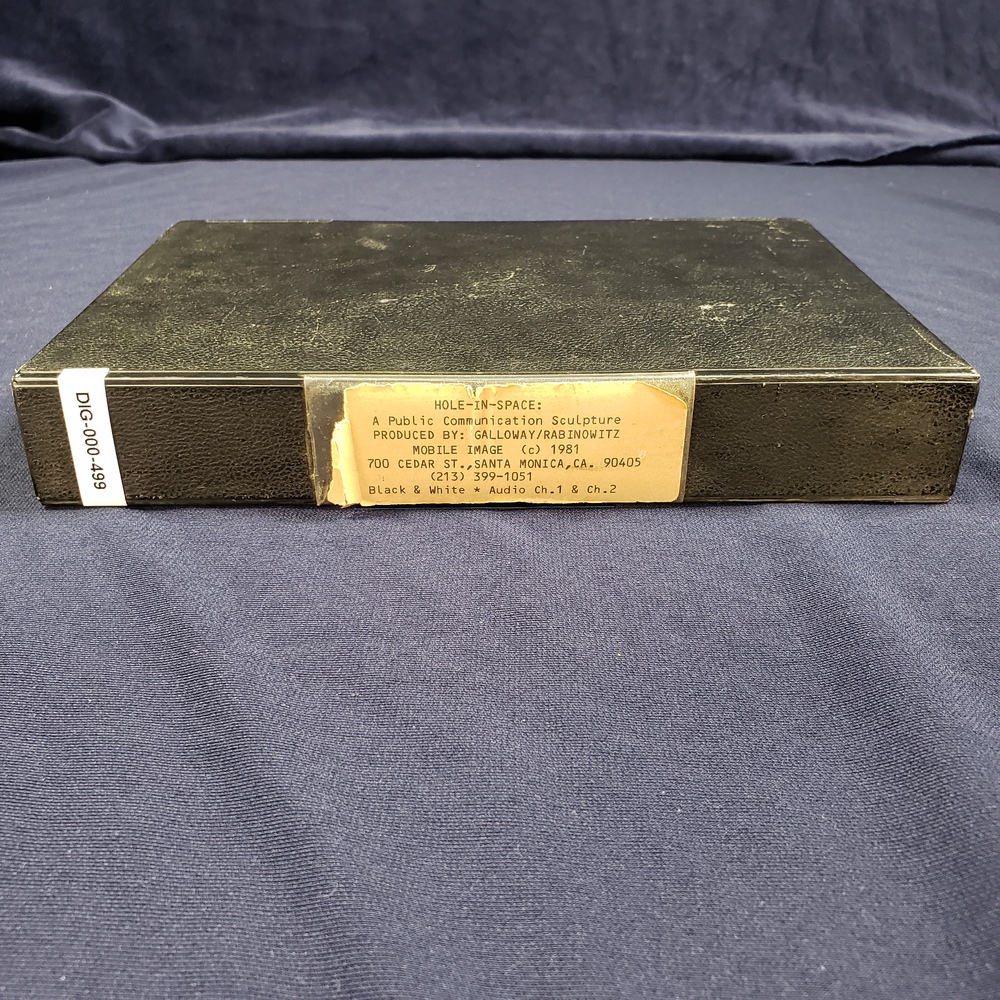 DIG-000-499
HOLE-IN-SPACE:
A Public Communication Sculpture
PRODUCED BY: GALLOWAY/RABINOWITZ
MOBILE IMAGE (c) 1981
700 CEDAR ST.,SANTA MONICA,CA. 90405
(213) 399-1051
Black & White * Audio Ch.1 & Ch.2